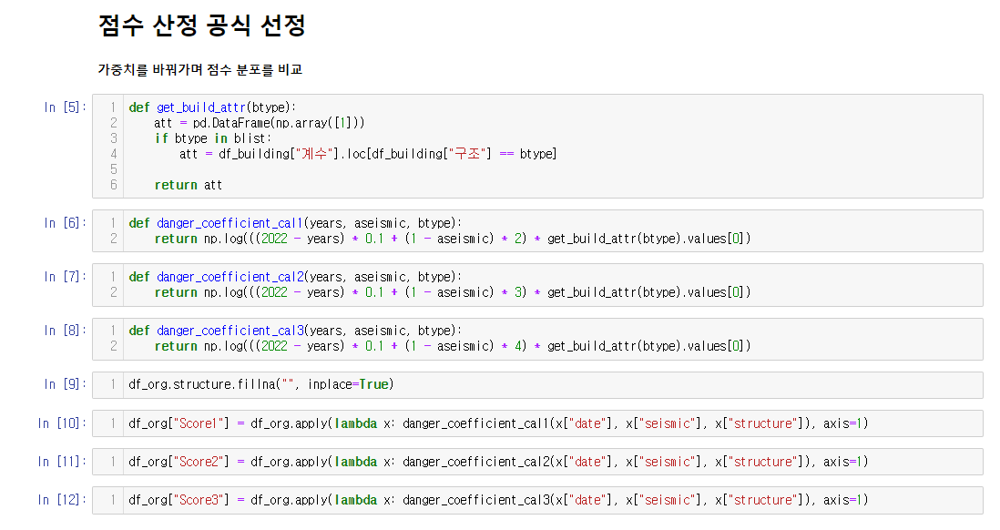 점수 산정 공식 선정
가중치를 바꿔가며 점수 분포를 비교
In [5]:
1 def get_build_attr(btype):
2     att = pd.DataFrame(np.array([1]))
3     if btype in blist:
4         att = df_building["계수"].loc[df_building["구조"] == btype]
5
6     return att
In [6]:
1 def danger_coefficient_cal1(years, aseismic, btype):
2     return np.log(((2022 - years) * 0.1 + (1 - aseismic) * 2) * get_build_attr(btype).values[0])
In [7]:
1 def danger_coefficient_cal2(years, aseismic, btype):
2     return np.log(((2022 - years) * 0.1 + (1 - aseismic) * 3) * get_build_attr(btype).values[0])
In [8]:
1 def danger_coefficient_cal3(years, aseismic, btype):
2     return np.log(((2022 - years) * 0.1 + (1 - aseismic) * 4) * get_build_attr(btype).values[0])
In [9]:
1 df_org.structure.fillna("", inplace=True)
In [10]:
1 df_org["Score1"] = df_org.apply(lambda x: danger_coefficient_cal1(x["date"], x["seismic"], x["structure"]), axis=1)
In [11]:
1 df_org["Score2"] = df_org.apply(lambda x: danger_coefficient_cal2(x["date"], x["seismic"], x["structure"]), axis=1)
In [12]:
1 df_org["Score3"] = df_org.apply(lambda x: danger_coefficient_cal3(x["date"], x["seismic"], x["structure"]), axis=1)